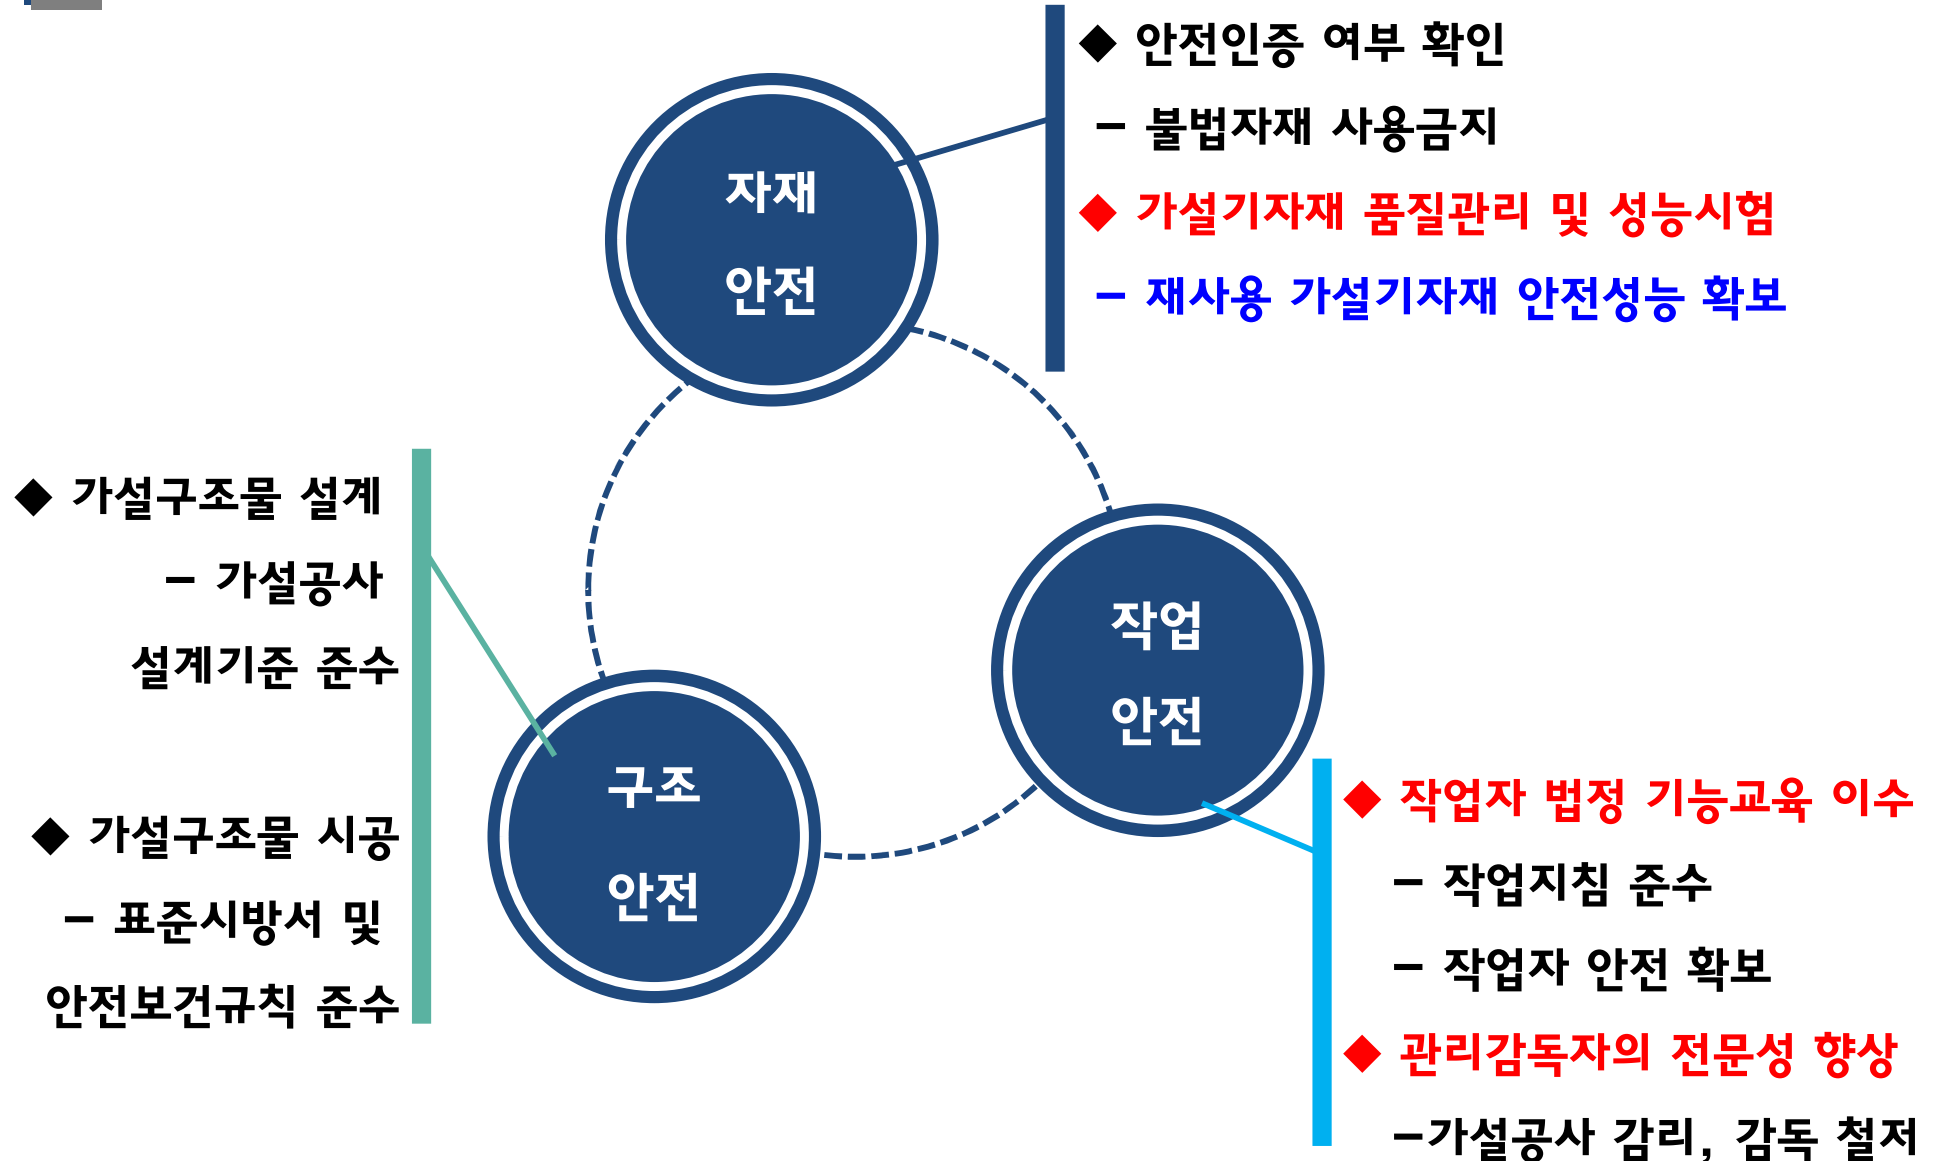 ◆ 안전인증 여부 확인
– 불법자재 사용금지
◆ 가설기자재 품질관리 및 성능시험
– 재사용 가설기자재 안전성능 확보
자재
안전
◆ 가설구조물 설계
– 가설공사
설계기준 준수
◆ 가설구조물 시공
– 표준시방서 및
안전보건규칙 준수
구조
안전
작업
안전
◆ 작업자 법정 기능교육 이수
– 작업지침 준수
– 작업자 안전 확보
◆ 관리감독자의 전문성 향상
–가설공사 감리, 감독 철저